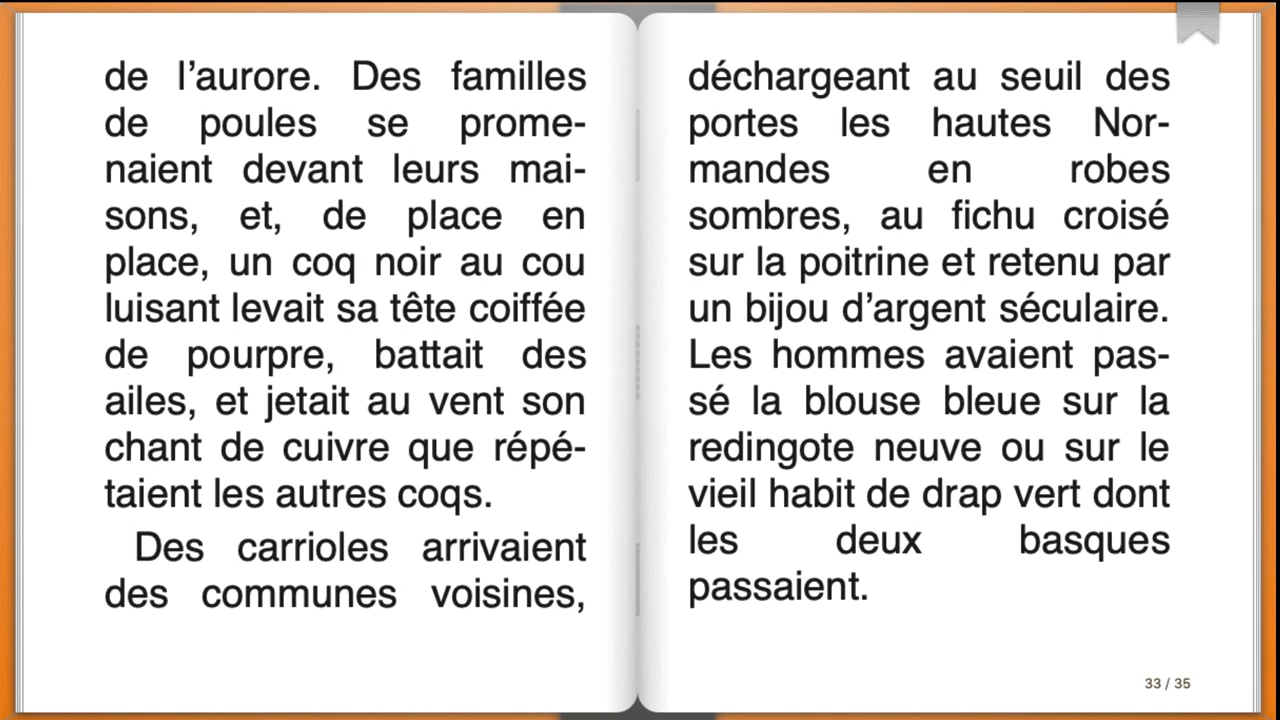 de l’aurore. Des familles
de poules se prome-
naient devant leurs mai-
sons, et, de place en
place, un coq noir au cou
luisant levait sa tête coiffée
de pourpre, battait des
ailes, et jetait au vent son
chant de cuivre que répé-
taient les autres coqs.
Des carrioles arrivaient
des communes voisines,
déchargeant au seuil des
portes les hautes Nor-
mandes en robes
sombres, au fichu croisé
sur la poitrine et retenu par
un bijou d’argent séculaire.
Les hommes avaient pas-
sé la blouse bleue sur la
redingote neuve ou sur le
vieil habit de drap vert dont
les deux basques
passaient.
33 / 35